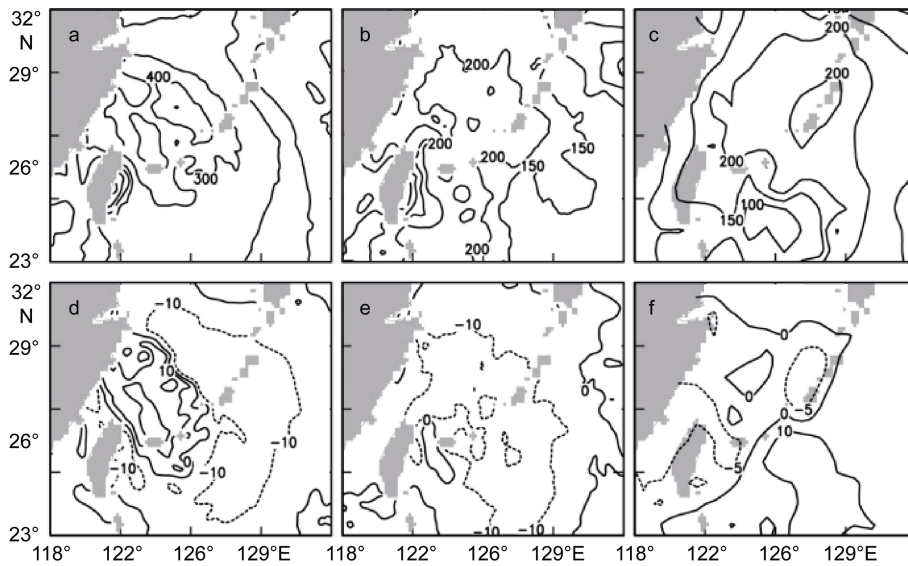 32° a b c 150
N 200
29° 400 200 200
200 150
26° 300 200 150 200
100
150
23° 200
32° d −10 e f
N −10 0
29° 10 0
0 −5
0 0 10
26° −10
0 −10 −5
−10
23° −10 −10
118° 122° 126° 129°E 118° 122° 126° 129°E 118° 122° 126° 129°E